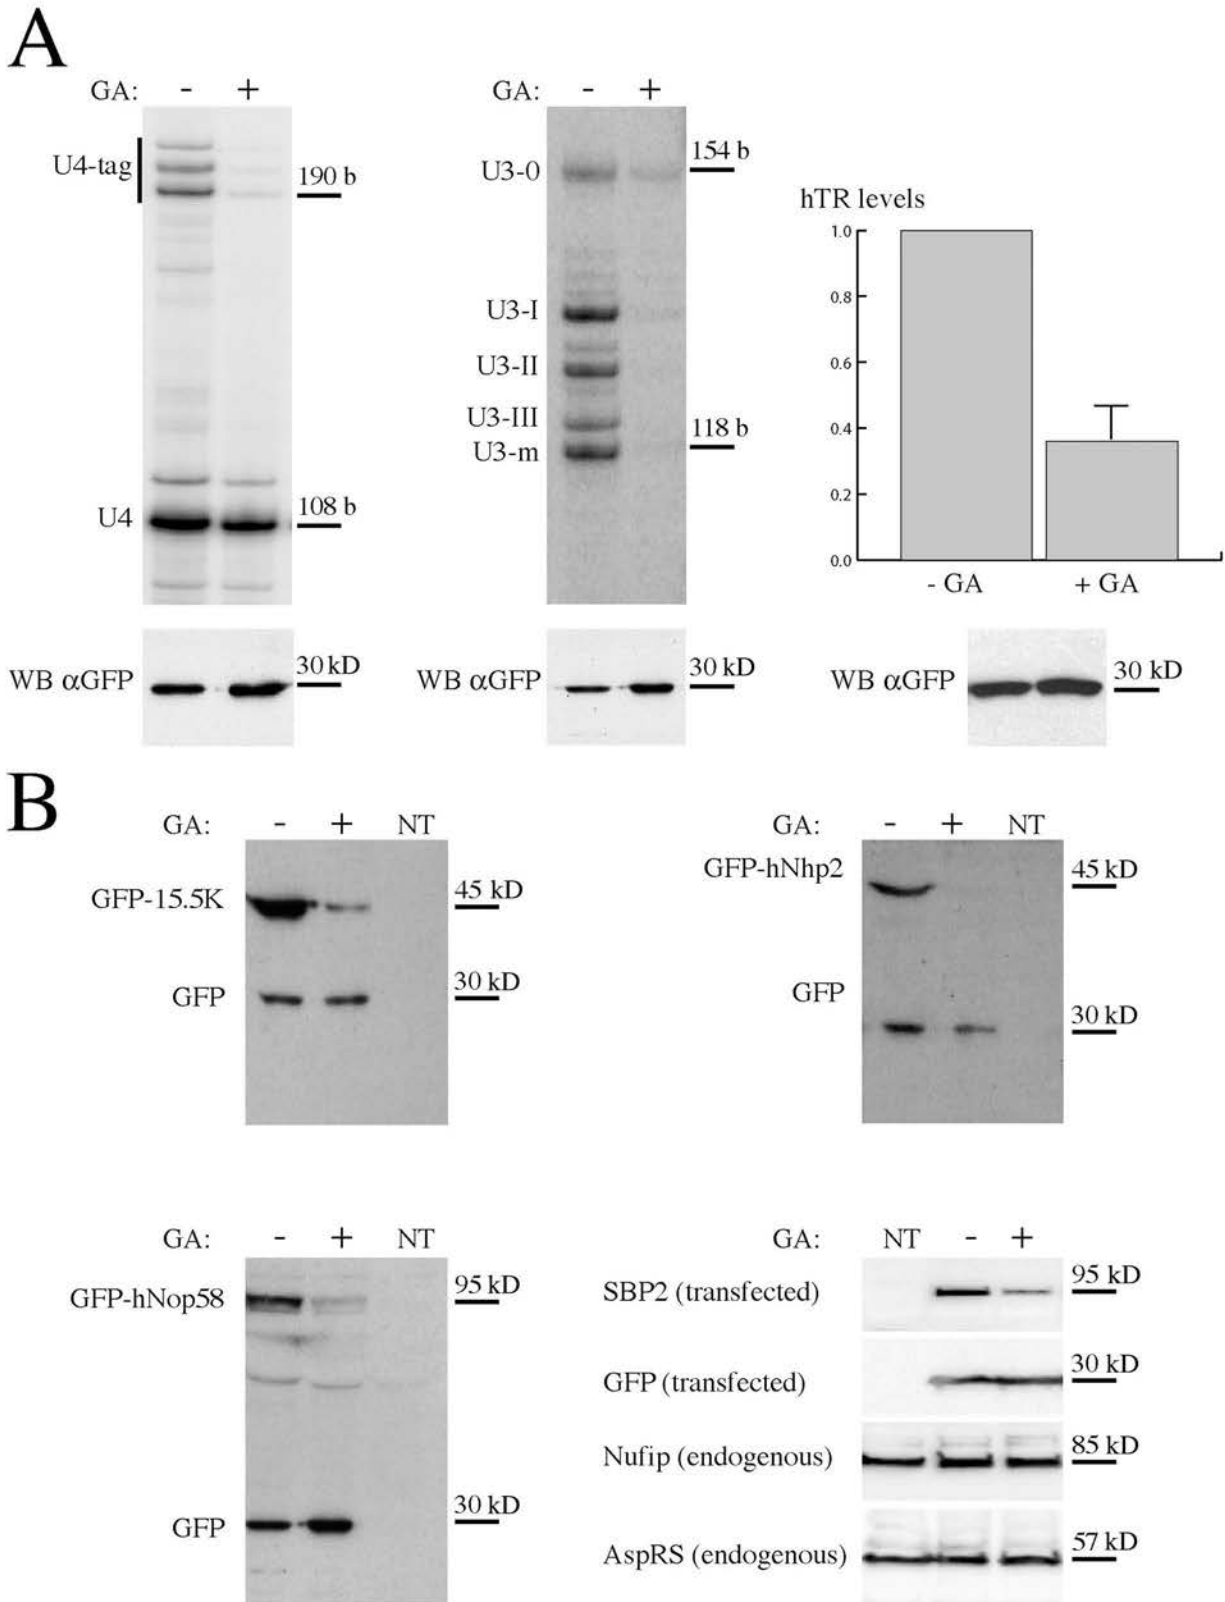 A
GA: - +
U4-tag
190 b
U4
108 b
WB αGFP
30 kD
GA: - +
U3-0
154 b
U3-I
U3-II
U3-III
U3-m
118 b
WB αGFP
30 kD
hTR levels
1.0
0.8
0.6
0.4
0.2
0.0
- GA + GA
WB αGFP
30 kD
B
GA: - + NT
GFP-15.5K
45 kD
GFP
30 kD
GA: - + NT
GFP-hNhp2
45 kD
GFP
30 kD
GA: - + NT
GFP-hNop58
95 kD
GFP
30 kD
GA: NT - +
SBP2 (transfected)
95 kD
GFP (transfected)
30 kD
Nufip (endogenous)
85 kD
AspRS (endogenous)
57 kD